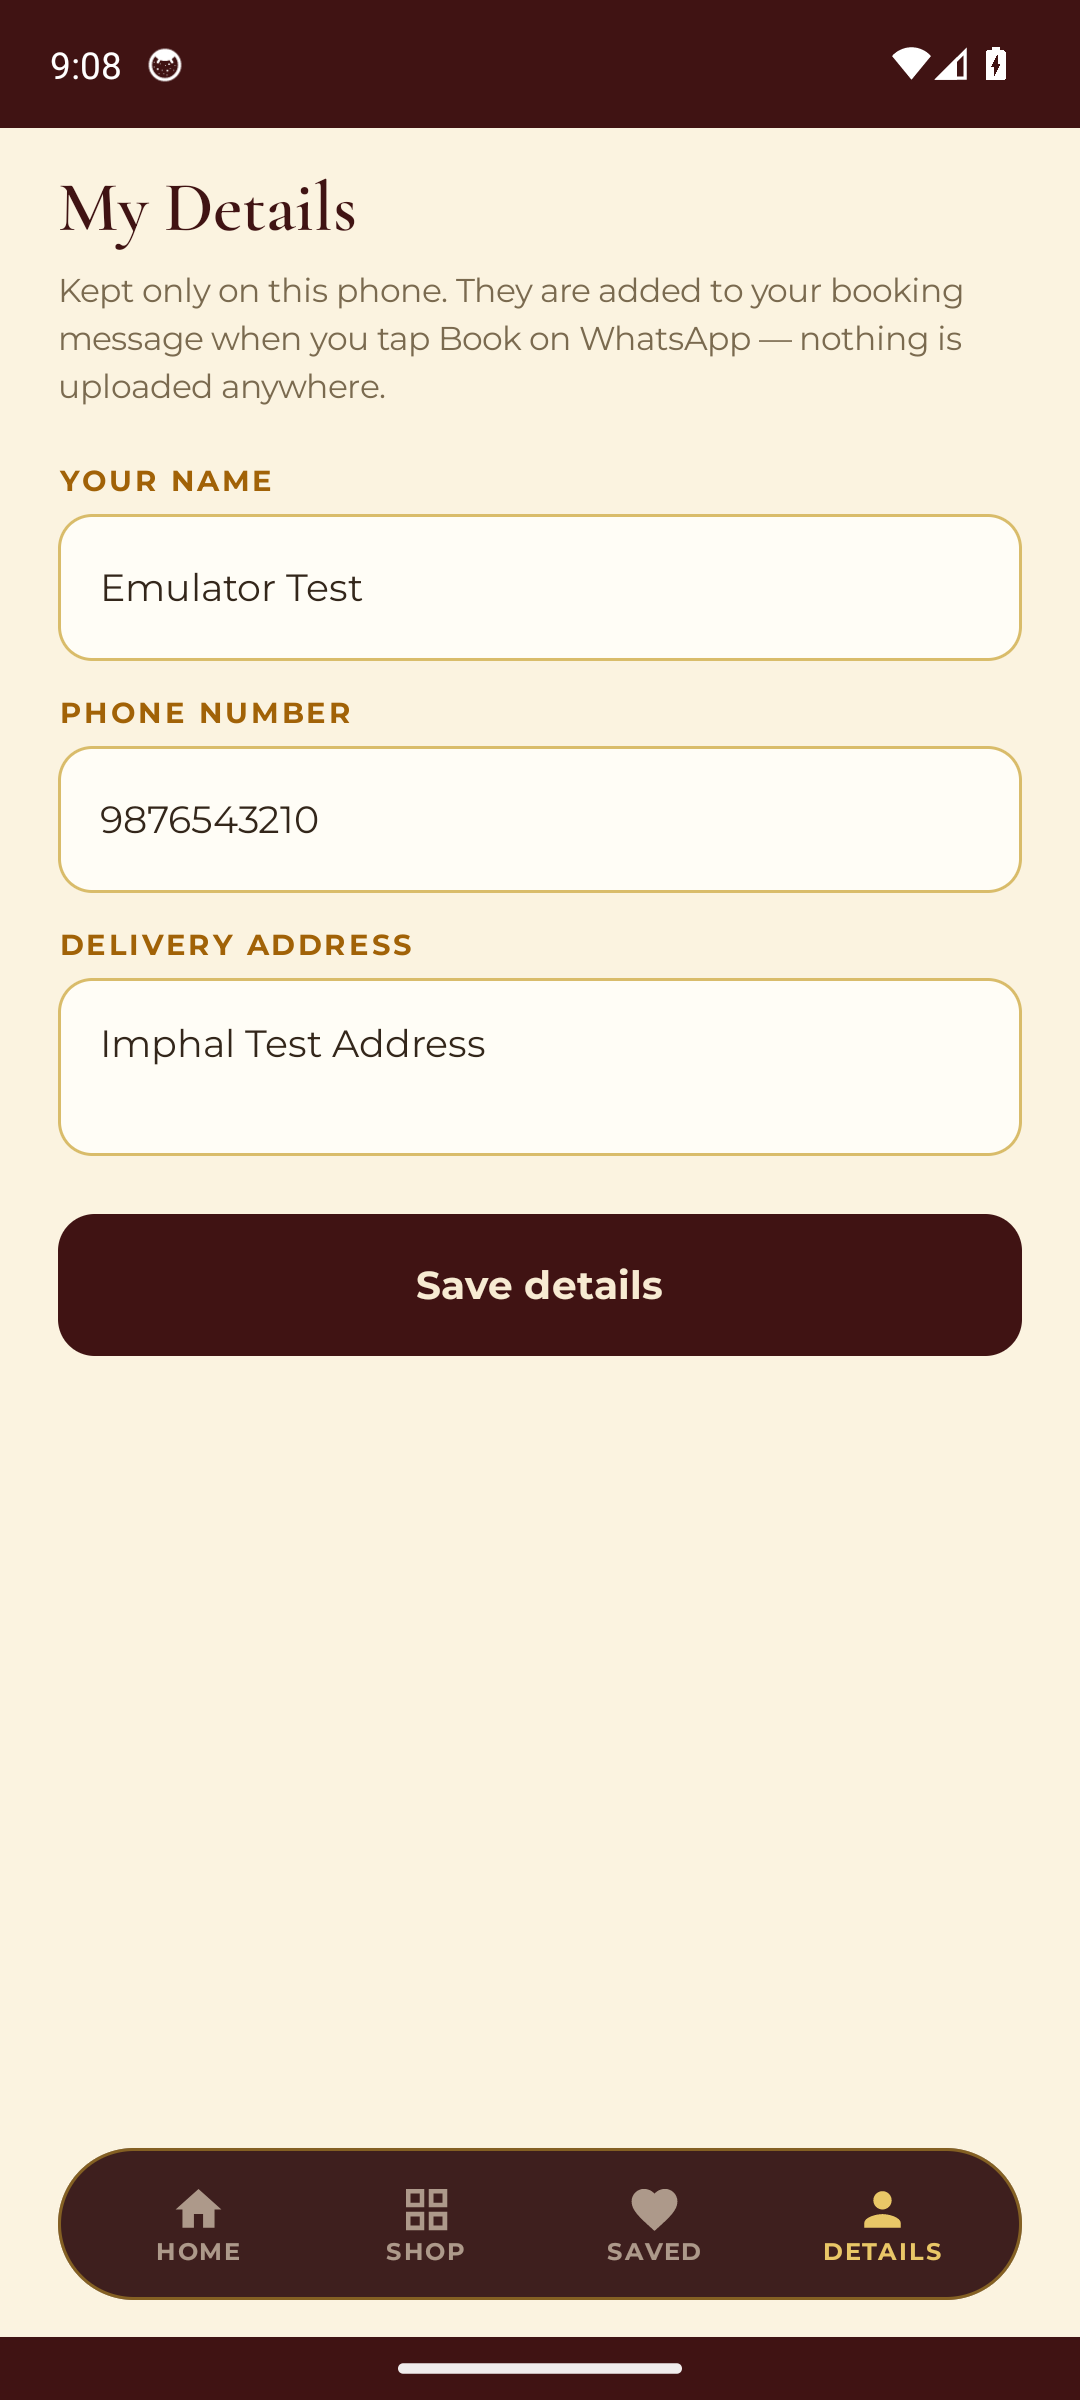 9:08
My Details
Kept only on this phone. They are added to your booking
message when you tap Book on WhatsApp — nothing is
uploaded anywhere.
YOUR NAME
Emulator Test
PHONE NUMBER
9876543210
DELIVERY ADDRESS
Imphal Test Address
Save details
HOME SHOP SAVED DETAILS